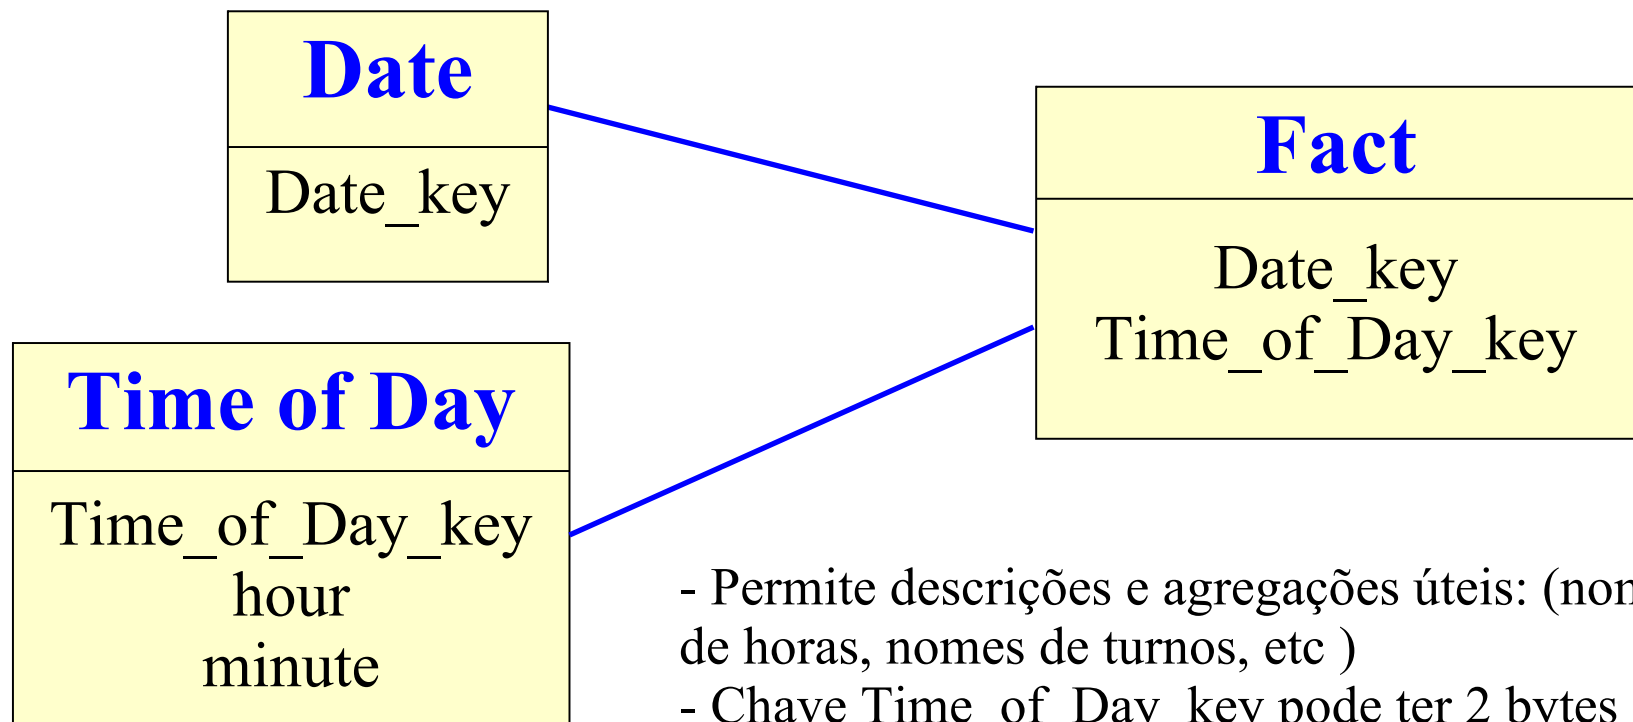 Date
Date_key
Fact
Date_key
Time_of_Day_key
Time of Day
Time_of_Day_key
hour
minute
- Permite descrições e agregações úteis:
de horas, nomes de turnos, etc )
- Chave Time_of_Day_key pode ter 2 bytes